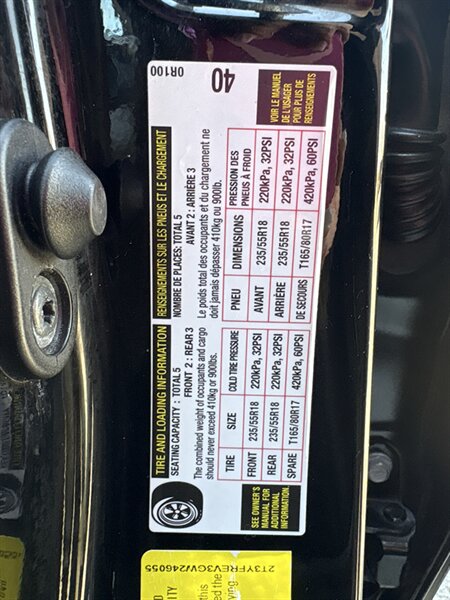 TIRE AND LOADING INFORMATION
SEATING CAPACITY : TOTAL 5
FRONT 2 : REAR 3
The combined weight of occupants and cargo
should never exceed 410kg or 900lbs.
TIRE SIZE COLD TIRE PRESSURE
FRONT 235/55R18 220kPa, 32PSI
REAR 235/55R18 220kPa, 32PSI
SPARE T165/80R17 420kPa, 60PSI
SEE OWNER'S
MANUAL FOR
ADDITIONAL
INFORMATION
RENSEIGNEMENTS SUR LES PNEUS ET LE CHARGEMENT
NOMBRE DE PLACES: TOTAL 5
AVANT 2 : ARRIÈRE 3
Le poids total des occupants et du chargement ne
doit jamais dépasser 410kg ou 900lb.
PNEU DIMENSIONS PRESSION DES
PNEUS À FROID
AVANT 235/55R18 220kPa, 32PSI
ARRIÈRE 235/55R18 220kPa, 32PSI
DE SECOURS T165/80R17 420kPa, 60PSI
VOIR LE MANUEL
DE L'USAGER
POUR PLUS DE
RENSEIGNEMENTS
0R100
40
2T3YFREV3GW246055
this
ed the
lying